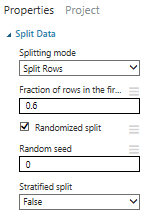 Properties Project
Split Data
Splitting mode
Split Rows
Fraction of rows in the fir...
0.6
Randomized split
Random seed
0
Stratified split
False